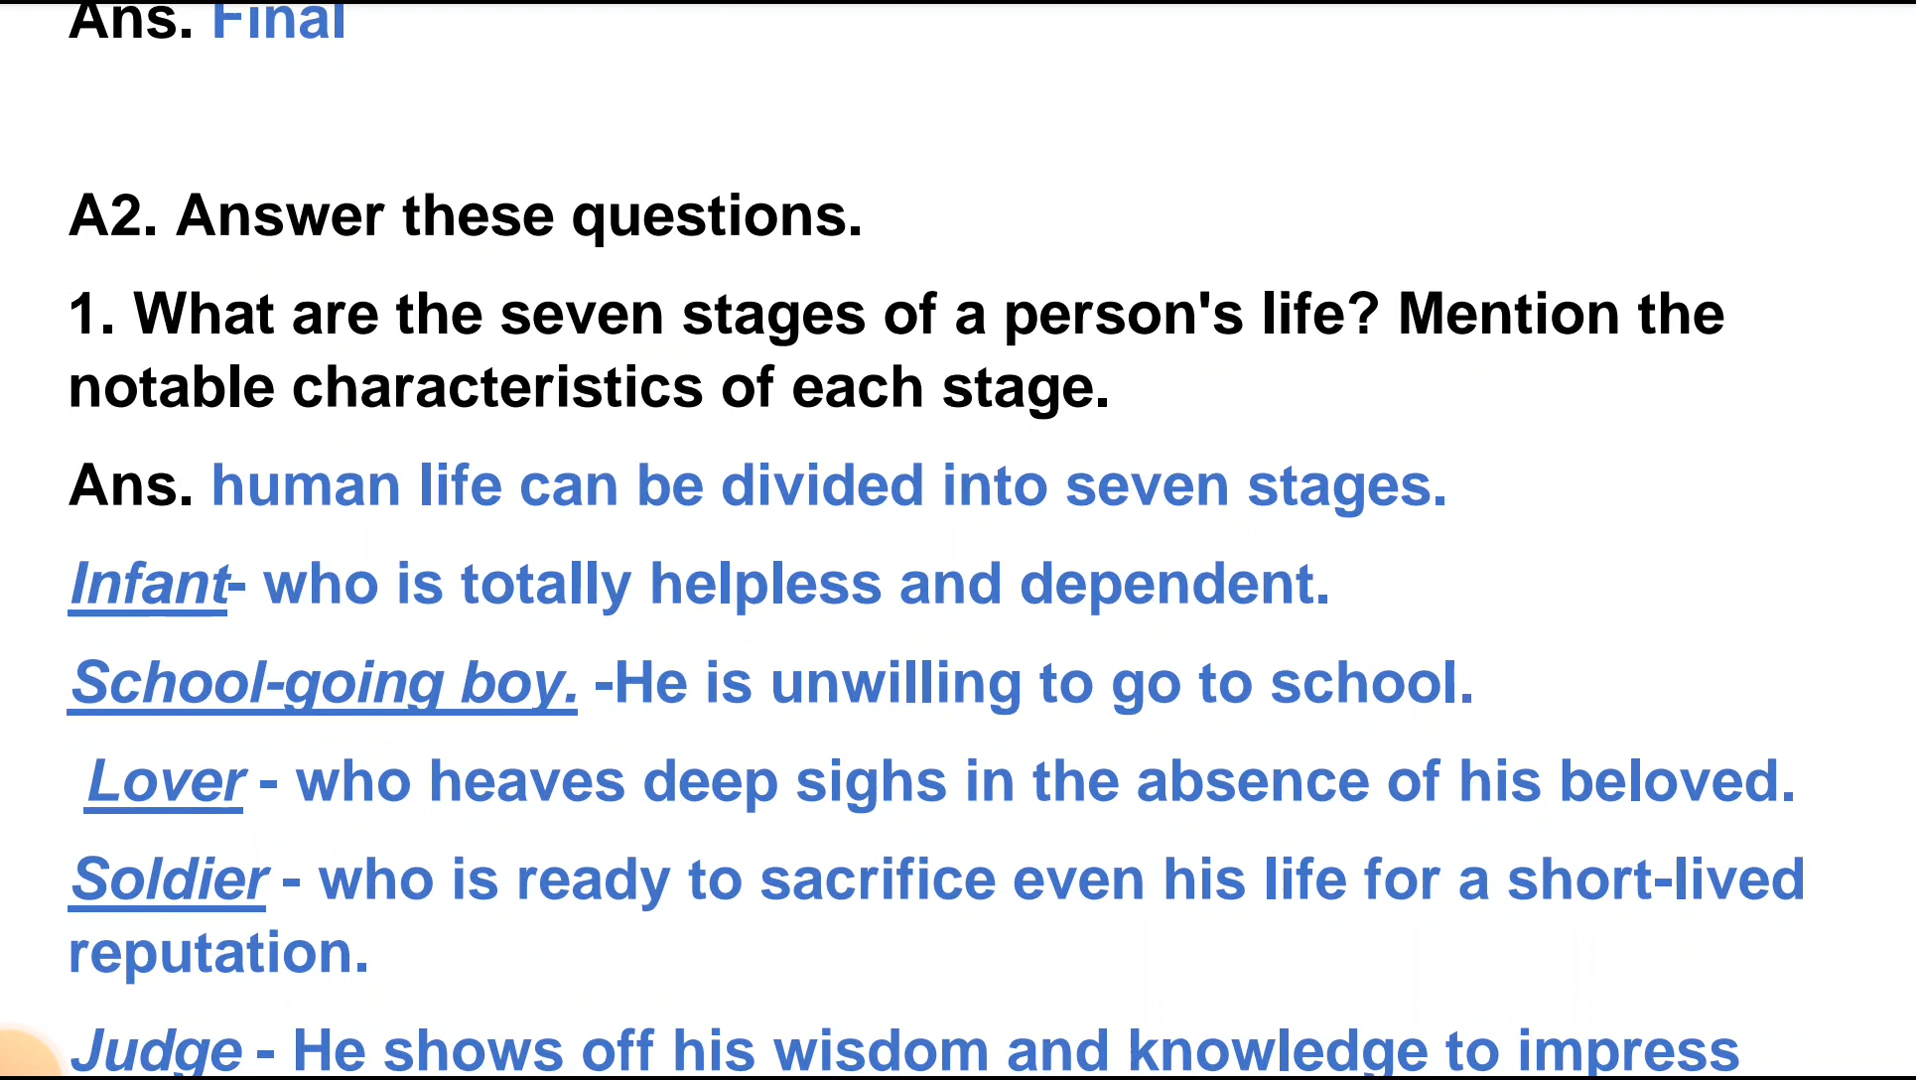 Ans. Final
A2. Answer these questions.
1. What are the seven stages of a person's life? Mention the
notable characteristics of each stage.
Ans. human life can be divided into seven stages.
Infant- who is totally helpless and dependent.
School-going boy. -He is unwilling to go to school.
Lover - who heaves deep sighs in the absence of his beloved.
Soldier - who is ready to sacrifice even his life for a short-lived
reputation.
Judge - He shows off his wisdom and knowledge to impress